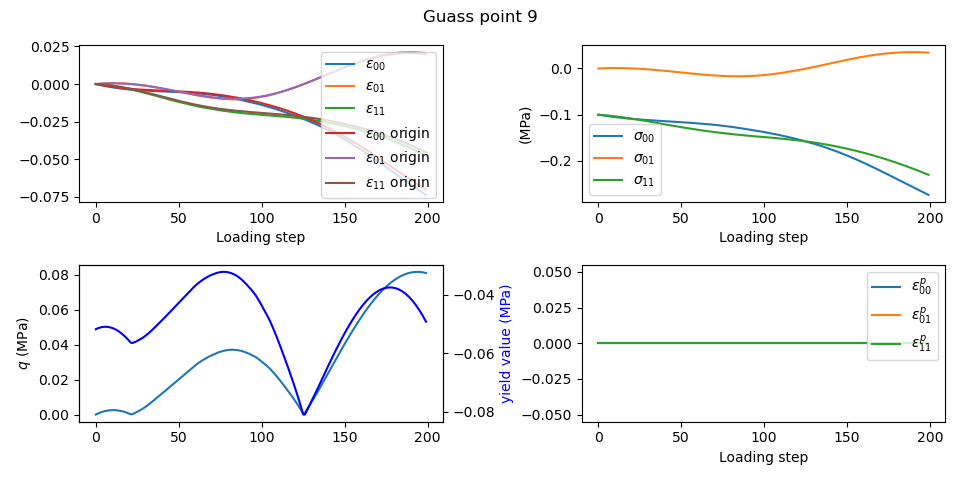 Guass point 9
0.025
0.000
−0.025
−0.050
−0.075
ε₀₀
ε₀₁
ε₁₁
ε₀₀ origin
ε₀₁ origin
ε₁₁ origin
0 50 100 150 200
Loading step
(MPa)
0.0
−0.1
−0.2
σ₀₀
σ₀₁
σ₁₁
0 50 100 150 200
Loading step
q (MPa)
0.08
0.06
0.04
0.02
0.00
−0.04
−0.06
−0.08
yield value (MPa)
0 50 100 150 200
0.050
0.025
0.000
−0.025
−0.050
ε₀₀ᵖ
ε₀₁ᵖ
ε₁₁ᵖ
0 50 100 150 200
Loading step